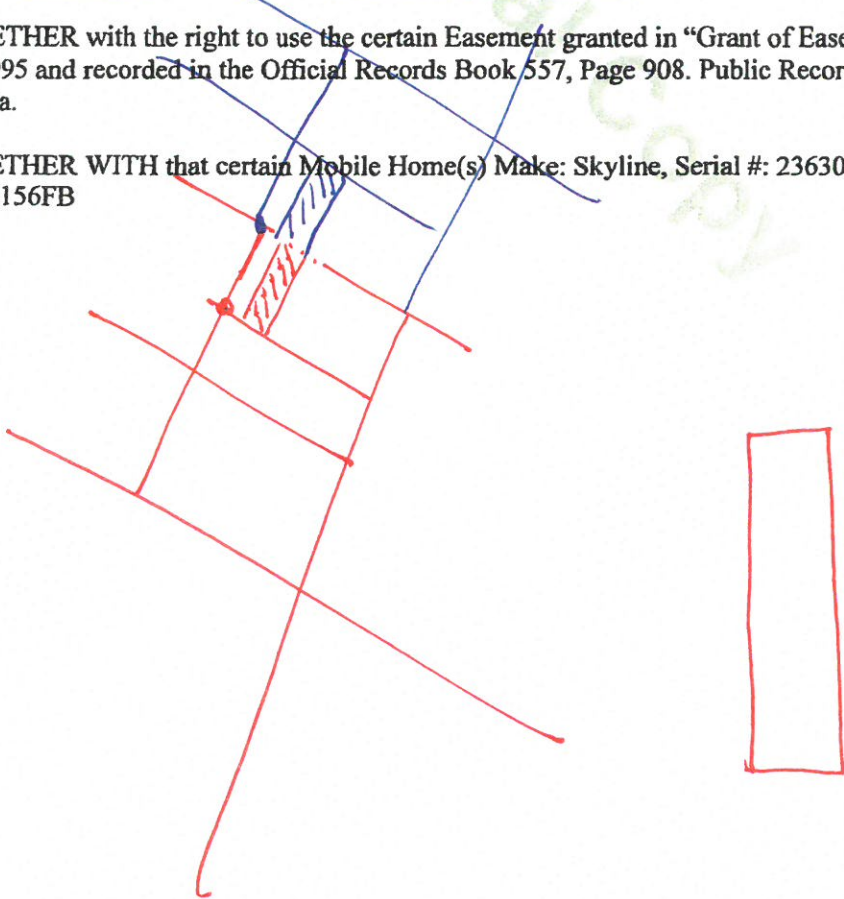 ETHER with the right to use the certain Easement granted in "Grant of Ease
95 and recorded in the Official Records Book 557, Page 908. Public Recor
a.
ETHER WITH that certain Mobile Home(s) Make: Skyline, Serial #: 23630
156FB
al Copy